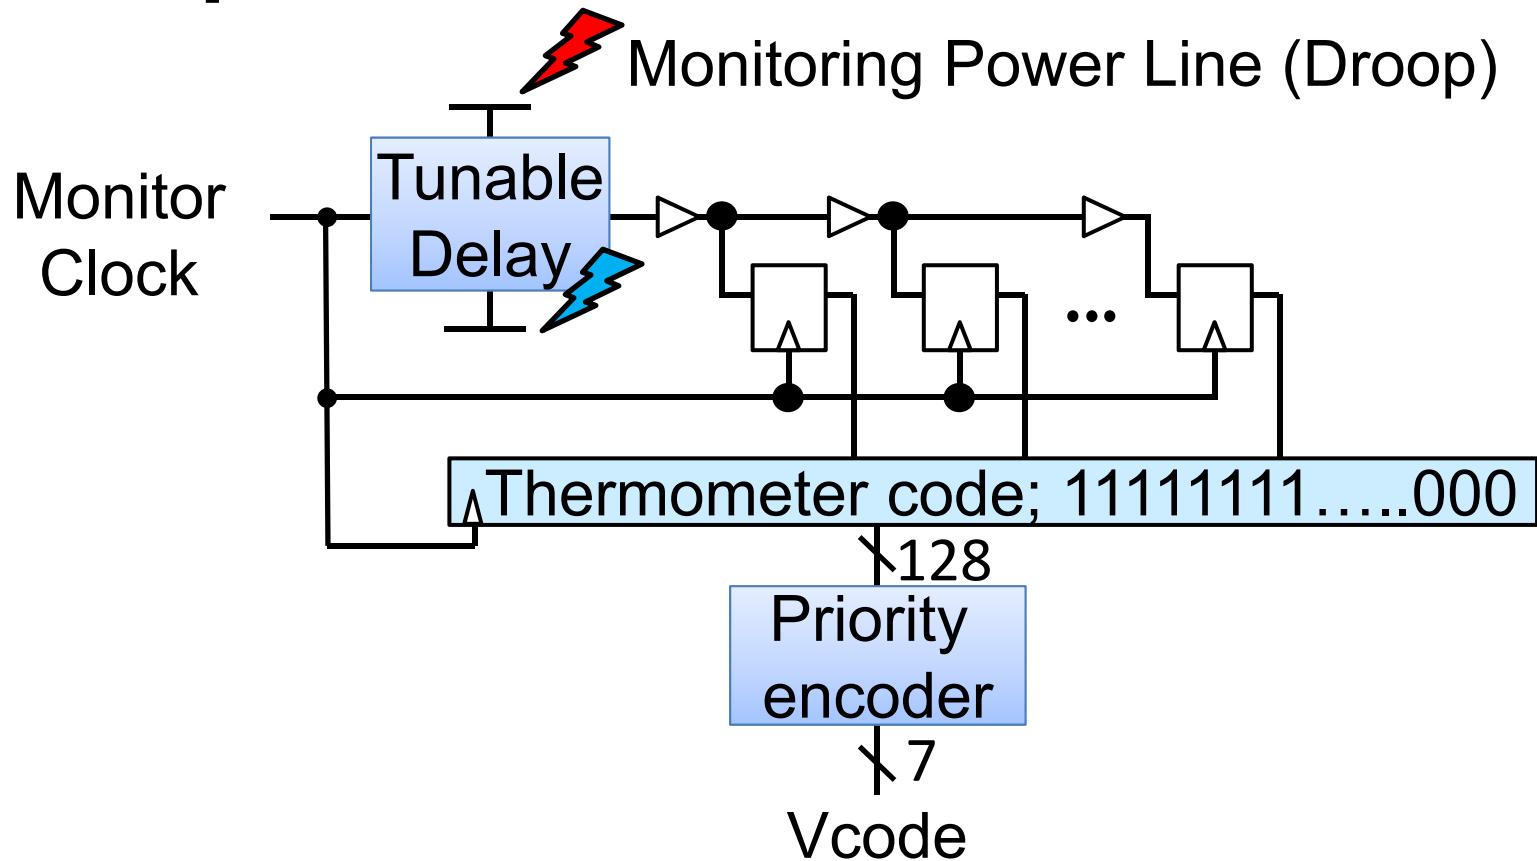 Monitoring Power Line (Droop)
Monitor
Clock
Tunable
Delay
...
Thermometer code; 11111111…..000
128
Priority
encoder
7
Vcode